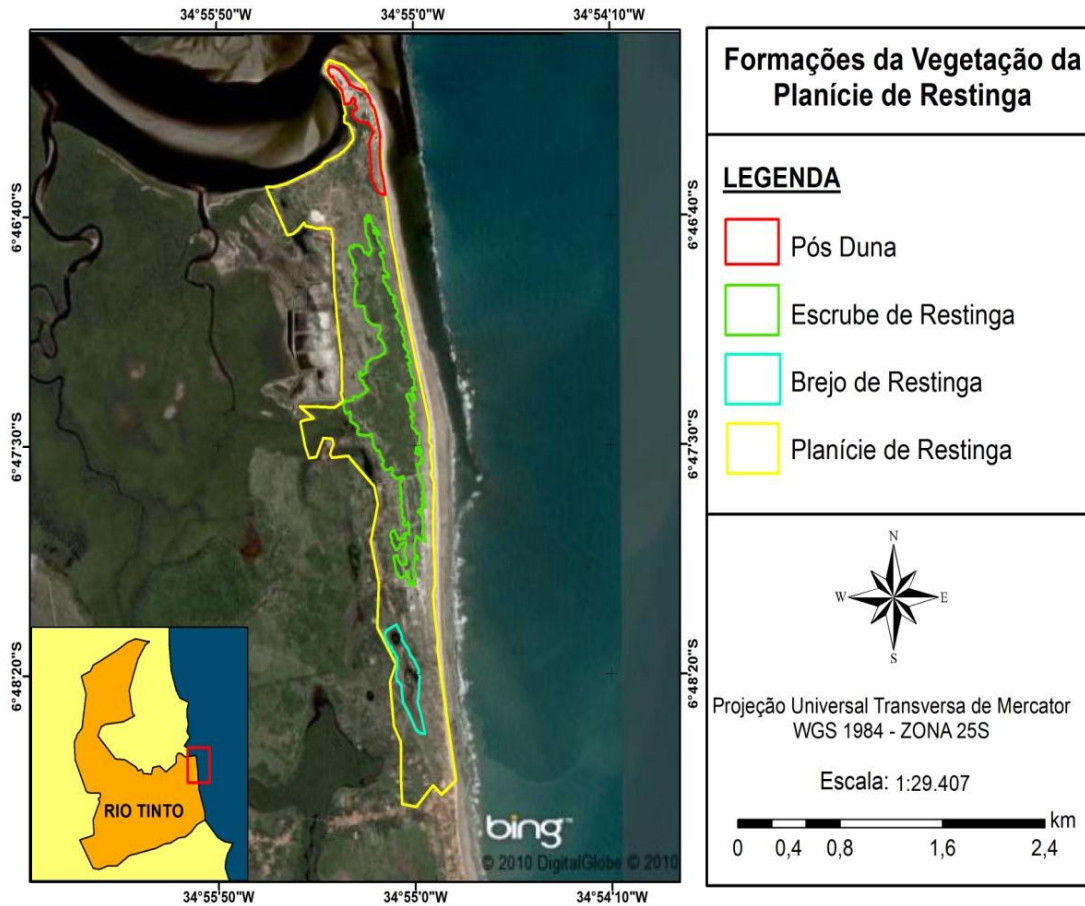 34°55'50"W
34°55'0"W
34°54'10"W
6°46'40"S
6°47'30"S
6°48'20"S
6°46'40"S
6°47'30"S
6°48'20"S
RIO TINTO
bing™
© 2010 DigitalGlobe © 2010
34°55'50"W
34°55'0"W
34°54'10"W
Formações da Vegetação da
Planície de Restinga
LEGENDA
Pós Duna
Escrube de Restinga
Brejo de Restinga
Planície de Restinga
N
W
E
S
Projeção Universal Transversa de Mercator
WGS 1984 - ZONA 25S
Escala: 1:29.407
km
0 0,4 0,8 1,6 2,4